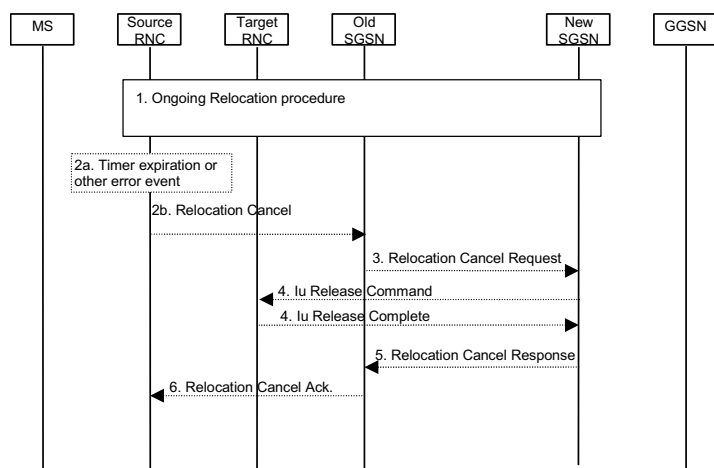 MS
Source
RNC
Target
RNC
Old
SGSN
New
SGSN
GGSN
1. Ongoing Relocation procedure
2a. Timer expiration or
other error event
2b. Relocation Cancel
3. Relocation Cancel Request
4. Iu Release Command
4. Iu Release Complete
5. Relocation Cancel Response
6. Relocation Cancel Ack.